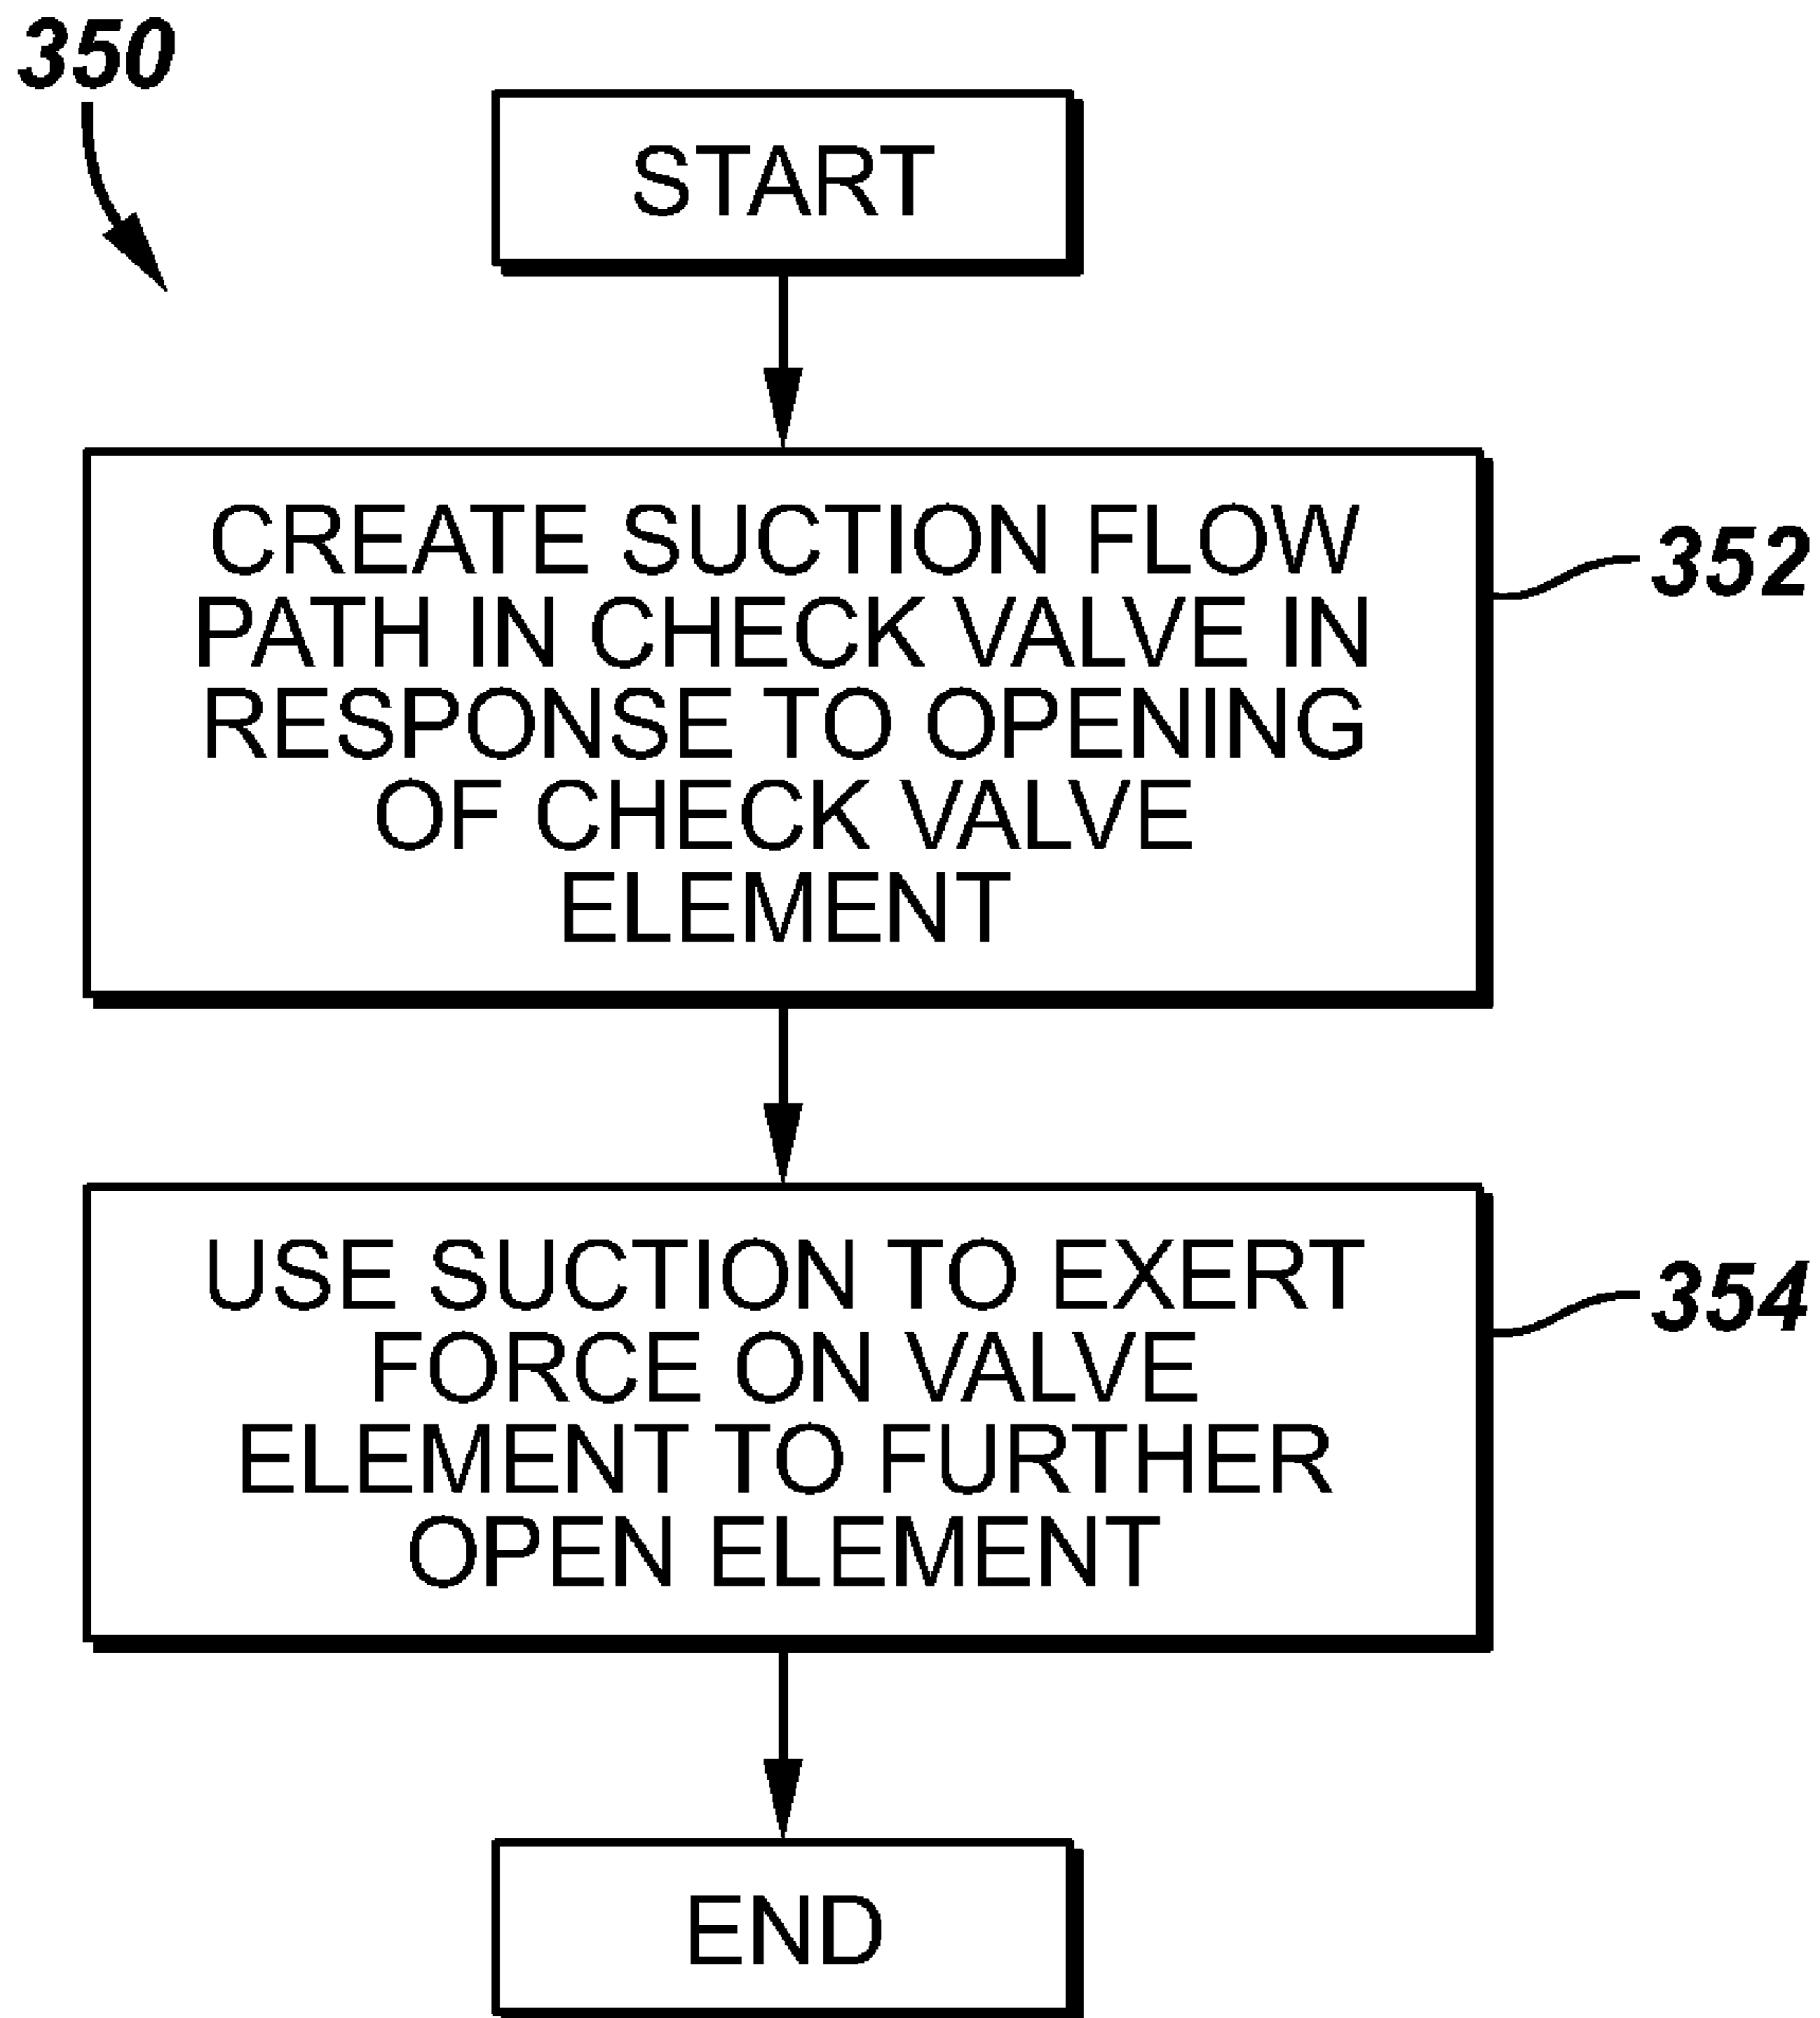 350
START
CREATE SUCTION FLOW
PATH IN CHECK VALVE IN
RESPONSE TO OPENING
OF CHECK VALVE
ELEMENT
352
USE SUCTION TO EXERT
FORCE ON VALVE
ELEMENT TO FURTHER
OPEN ELEMENT
354
END